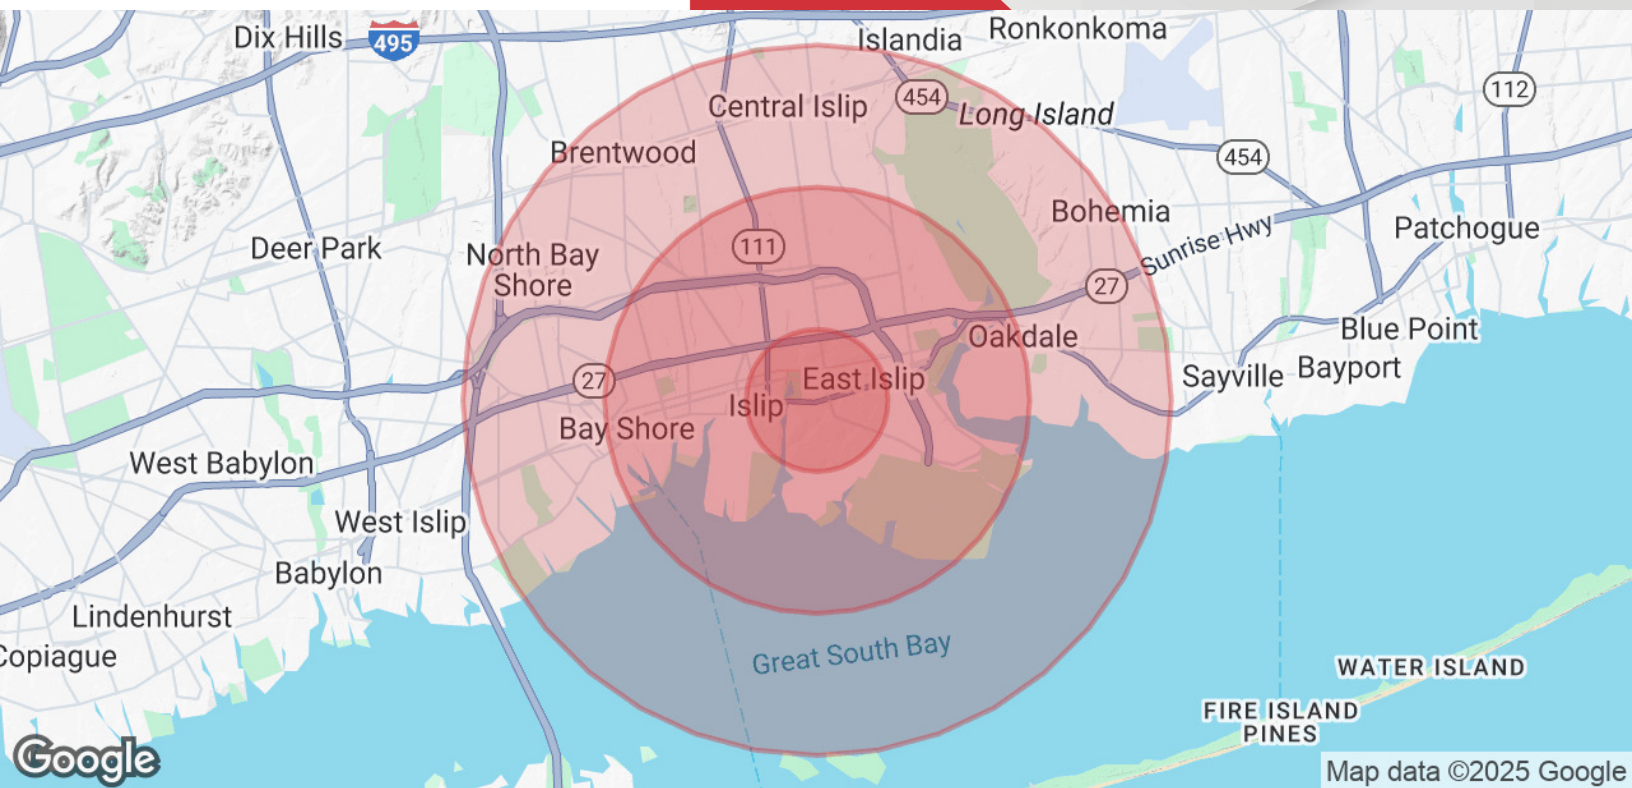 Dix Hills
495
Islandia
Ronkonkoma
Central Islip
454
Long Island
112
Brentwood
454
Bohemia
Deer Park
North Bay
Shore
111
Sunrise Hwy
Patchogue
27
Oakdale
Blue Point
27
East Islip
Sayville
Bayport
Islip
Bay Shore
West Babylon
West Islip
Babylon
Lindenhurst
Copiague
Great South Bay
WATER ISLAND
FIRE ISLAND
PINES
Google
Map data ©2025 Google